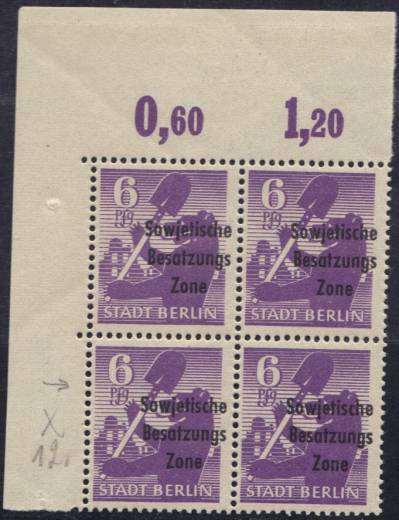 0,60 1,20
6 6
Pfg Pfg
Sowjetische Sowjetische
Besatzungs Besatzungs
Zone Zone
STADT BERLIN STADT BERLIN
6 6
Pfg Pfg
Sowjetische Sowjetische
Besatzungs Besatzungs
Zone Zone
STADT BERLIN STADT BERLIN
→
X
12.